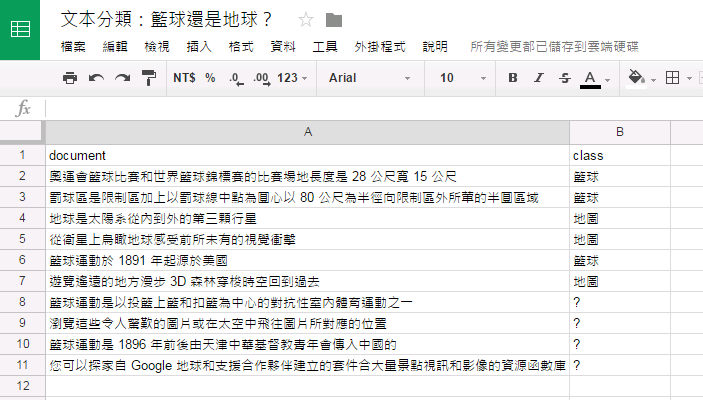 文本分類：籃球還是地球？
檔案 編輯 檢視 插入 格式 資料 工具 外掛程式 說明 所有變更都已儲存到雲端硬碟
NT$ % .0 .00 123 Arial 10 B I S A
fx
A B
1 document class
2 奧運會籃球比賽和世界籃球錦標賽的比賽場地長度是 28 公尺寬 15 公尺 籃球
3 罰球區是限制區加上以罰球線中點為圓心以 80 公尺為半徑向限制區外所華的半圓區域 籃球
4 地球是太陽系從內到外的第三顆行星 地圖
5 從衛星上鳥瞰地球感受前所未有的視覺衝擊 地圖
6 籃球運動於 1891 年起源於美國 籃球
7 遊覽遙遠的地方漫步 3D 森林穿梭時空回到過去 地圖
8 籃球運動是以投籃上籃和扣籃為中心的對抗性室內體育運動之一 ?
9 瀏覽這些令人驚歎的圖片或在太空中飛往圖片所對應的位置 ?
10 籃球運動是 1896 年前後由天津中華基督教青年會傳入中國的 ?
11 您可以探家自 Google 地球和支援合作夥伴建立的套件含大量景點視訊和影像的資源函數庫 ?
12